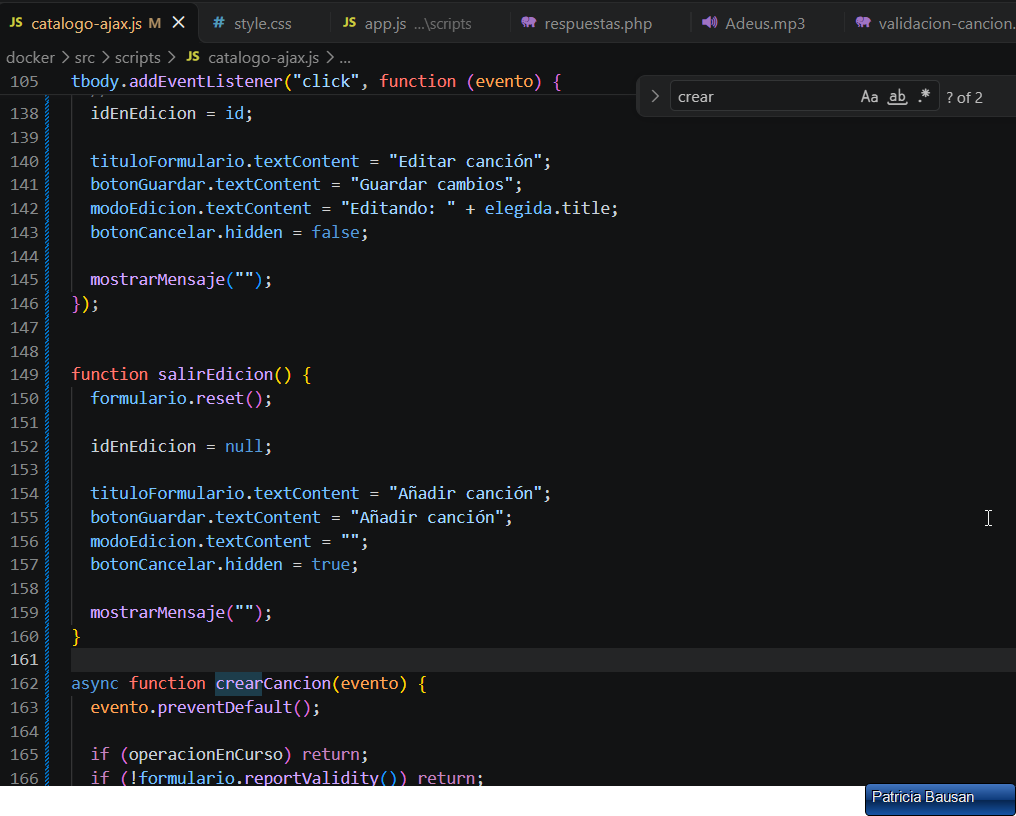 JS catalogo-ajax.js M # style.css JS app.js ...\scripts respuestas.php Adeus.mp3 validacion-cancion.
docker > src > scripts > JS catalogo-ajax.js > ...
105 tbody.addEventListener("click", function (evento) {
crear Aa ab .* ? of 2
138 idEnEdicion = id;
139
140 tituloFormulario.textContent = "Editar canción";
141 botonGuardar.textContent = "Guardar cambios";
142 modoEdicion.textContent = "Editando: " + elegida.title;
143 botonCancelar.hidden = false;
144
145 mostrarMensaje("");
146 });
147
148
149 function salirEdicion() {
150 formulario.reset();
151
152 idEnEdicion = null;
153
154 tituloFormulario.textContent = "Añadir canción";
155 botonGuardar.textContent = "Añadir canción";
156 modoEdicion.textContent = "";
157 botonCancelar.hidden = true;
158
159 mostrarMensaje("");
160 }
161
162 async function crearCancion(evento) {
163 evento.preventDefault();
164
165 if (operacionEnCurso) return;
166 if (!formulario.reportValidity()) return;
Patricia Bausan